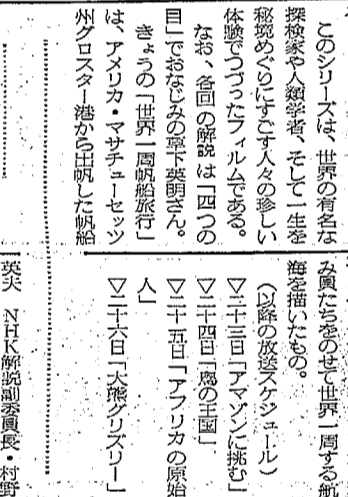 このシリーズは、世界の有名な
探検家や人類学者、そして一生を
秘境めぐりにすごす人々の珍しい
体験でつづったフィルムである。
なお、各回の解説は「四つの
目」でおなじみの下英明さん。
きょうの「世界一周帆船旅行」
は、アメリカ・マサチューセッツ
州グロスター港から出帆した帆船
み員たちをのせて世界一周する航
海を描いたもの。
（以降の放送スケジュール）
▽二十三日「アマゾンに挑む」
▽二十四日「鳥の王国」
▽二十五日「アフリカの原始
人」
▽二十六日「大熊グリズリー」
英夫 NHK解説副委員長・村野